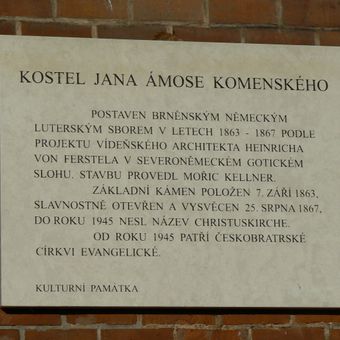 KOSTEL JANA ÁMOSE KOMENSKÉHO
POSTAVEN BRNĚNSKÝM NĚMECKÝM
LUTERSKÝM SBOREM V LETECH 1863 - 1867 PODLE
PROJEKTU VÍDEŇSKÉHO ARCHITEKTA HEINRICHA
VON FERSTELA V SEVERONĚMECKÉM GOTICKÉM
SLOHU. STAVBU PROVEDL MOŘIC KELLNER.
ZÁKLADNÍ KÁMEN POLOŽEN 7. ZÁŘÍ 1863,
SLAVNOSTNĚ OTEVŘEN A VYSVĚCEN 25. SRPNA 1867,
DO ROKU 1945 NESL NÁZEV CHRISTUSKIRCHE.
OD ROKU 1945 PATŘÍ ČESKOBRATRSKÉ
CÍRKVI EVANGELICKÉ.
KULTURNÍ PAMÁTKA